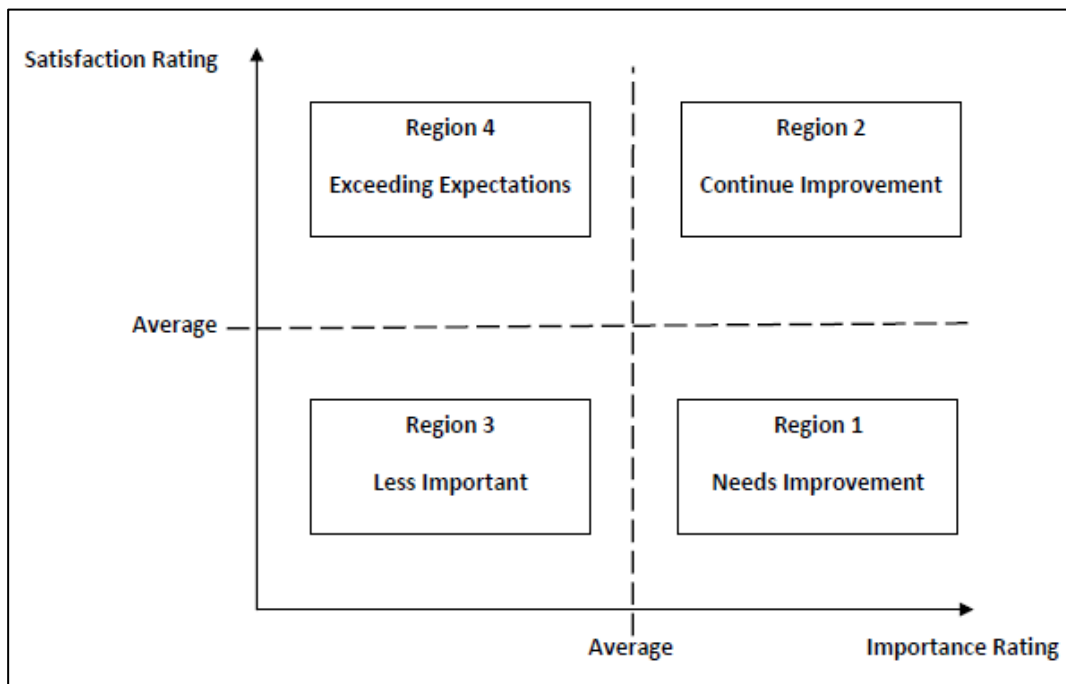 Satisfaction Rating
Region 4
Exceeding Expectations
Region 2
Continue Improvement
Average
Region 3
Less Important
Region 1
Needs Improvement
Average
Importance Rating